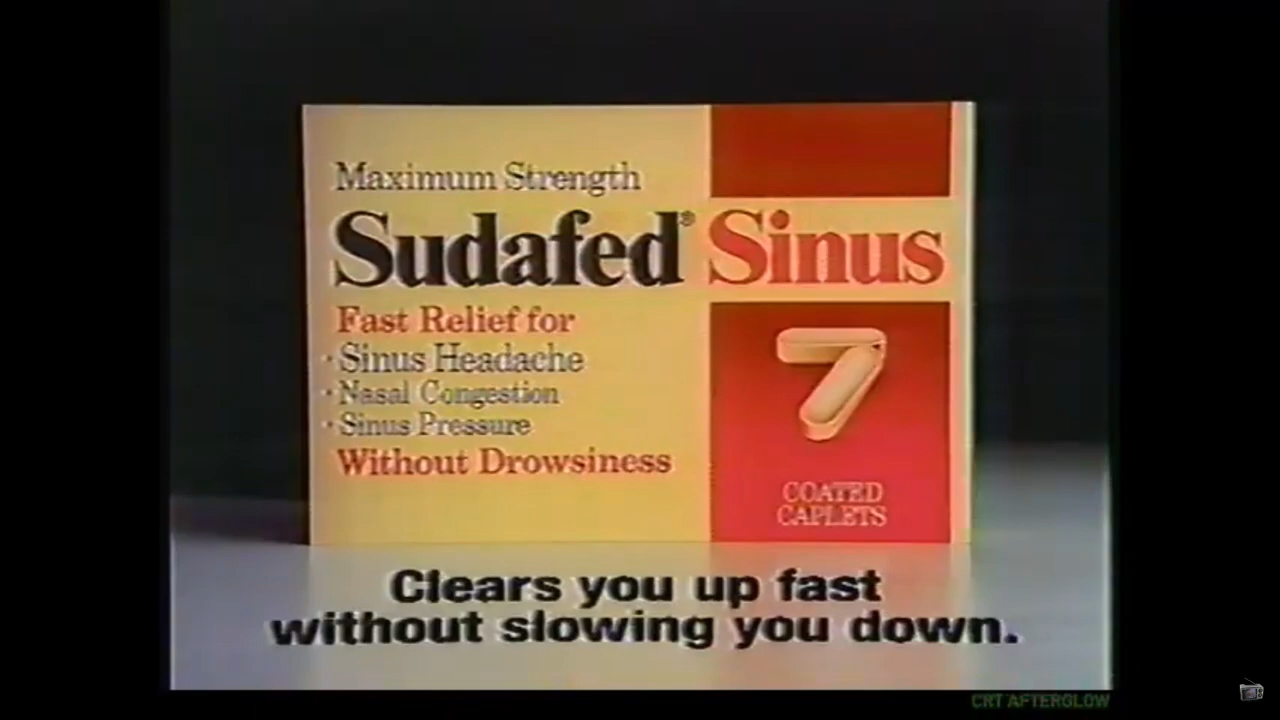 Maximum Strength
Sudafed® Sinus
Fast Relief for
· Sinus Headache
· Nasal Congestion
· Sinus Pressure
Without Drowsiness
7
COATED
CAPLETS
Clears you up fast
without slowing you down.
CRT AFTERGLOW